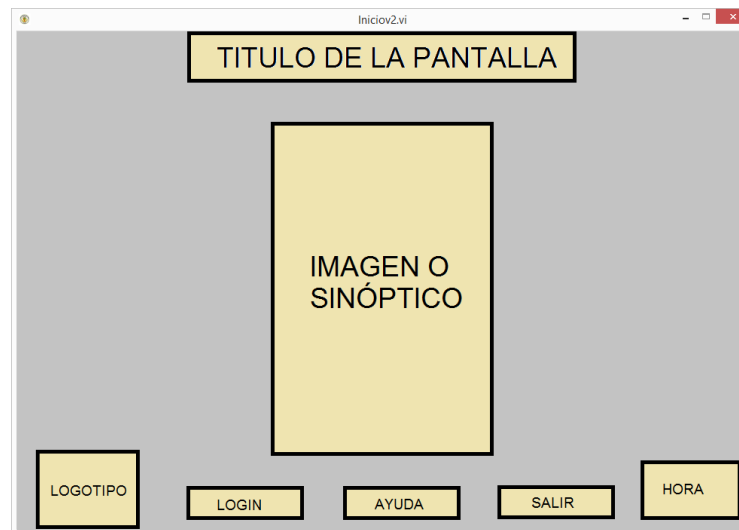 Iniciov2.vi
TITULO DE LA PANTALLA
IMAGEN O
SINÓPTICO
LOGOTIPO
LOGIN
AYUDA
SALIR
HORA